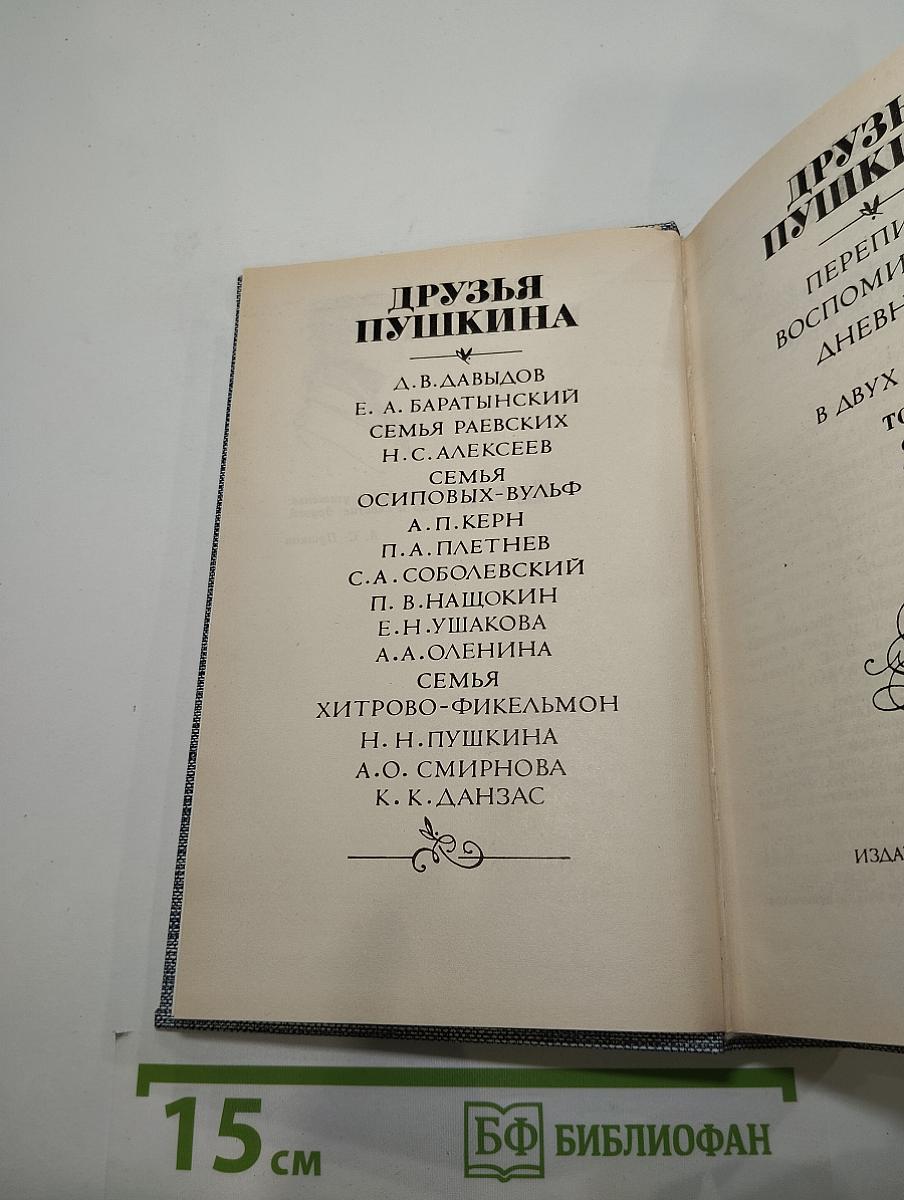 ДРУЗЬЯ
ПУШКИНА
Д.В.ДАВЫДОВ
Е. А. БАРАТЫНСКИЙ
СЕМЬЯ РАЕВСКИХ
Н.С.АЛЕКСЕЕВ
СЕМЬЯ
ОСИПОВЫХ-ВУЛЬФ
А.П.КЕРН
П.А.ПЛЕТНЕВ
С.А.СОБОЛЕВСКИЙ
П. В.НАЩОКИН
Е.Н.УШАКОВА
А.А.ОЛЕНИНА
СЕМЬЯ
ХИТРОВО-ФИКЕЛЬМОН
Н. Н.ПУШКИНА
А.О. СМИРНОВА
К. К.ДАНЗАС
В ДВУХ
15 см
БФ БИБЛИОФАН